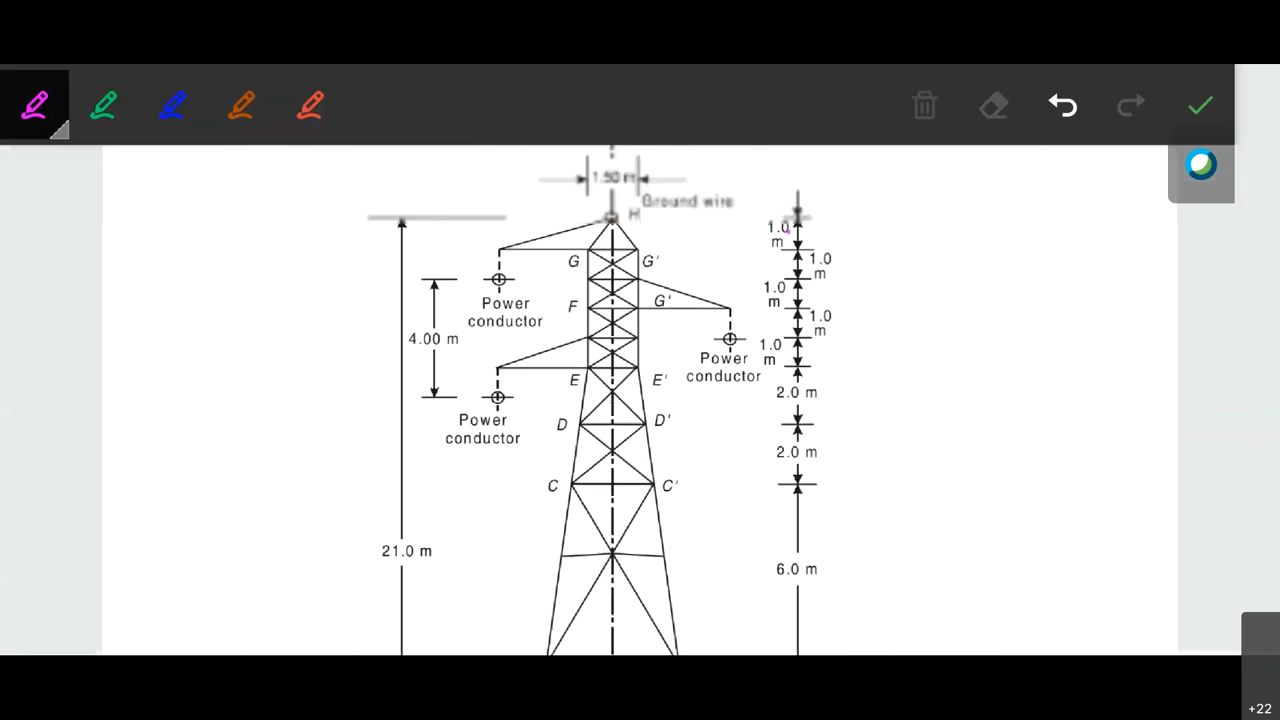 1.50 m
H
Ground wire
1.0
m
G
G'
1.0
m
Power
conductor
1.0
m
F
G'
1.0
m
4.00 m
1.0
m
Power
conductor
E
E'
2.0 m
Power
conductor
D
D'
2.0 m
C
C'
21.0 m
6.0 m
+22